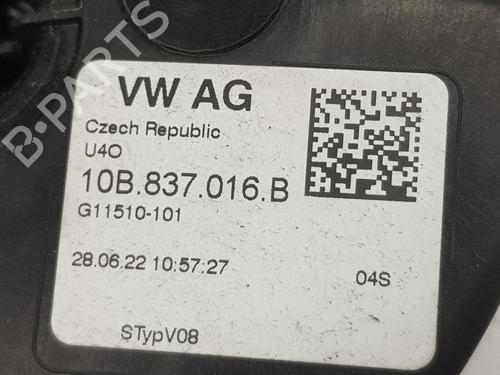 B-PARTS
VW AG
Czech Republic
U4O
10B.837.016.B
G11510-101
28.06.22 10:57:27
04S
STypV08